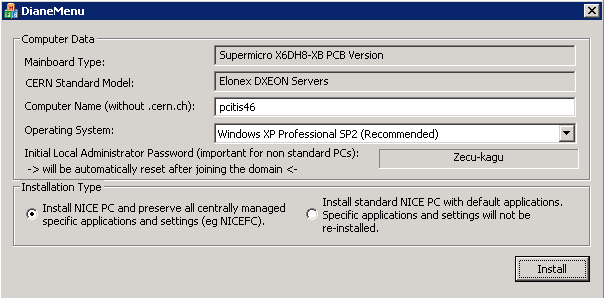 DianeMenu
Computer Data
Mainboard Type:
Supermicro X6DH8-XB PCB Version
CERN Standard Model:
Elonex DXEON Servers
Computer Name (without .cern.ch):
pcitis46
Operating System:
Windows XP Professional SP2 (Recommended)
Initial Local Administrator Password (important for non standard PCs):
-> will be automatically reset after joining the domain <-
Zecu-kagu
Installation Type
Install NICE PC and preserve all centrally managed
specific applications and settings (eg NICEFC).
Install standard NICE PC with default applications.
Specific applications and settings will not be
re-installed.
Install